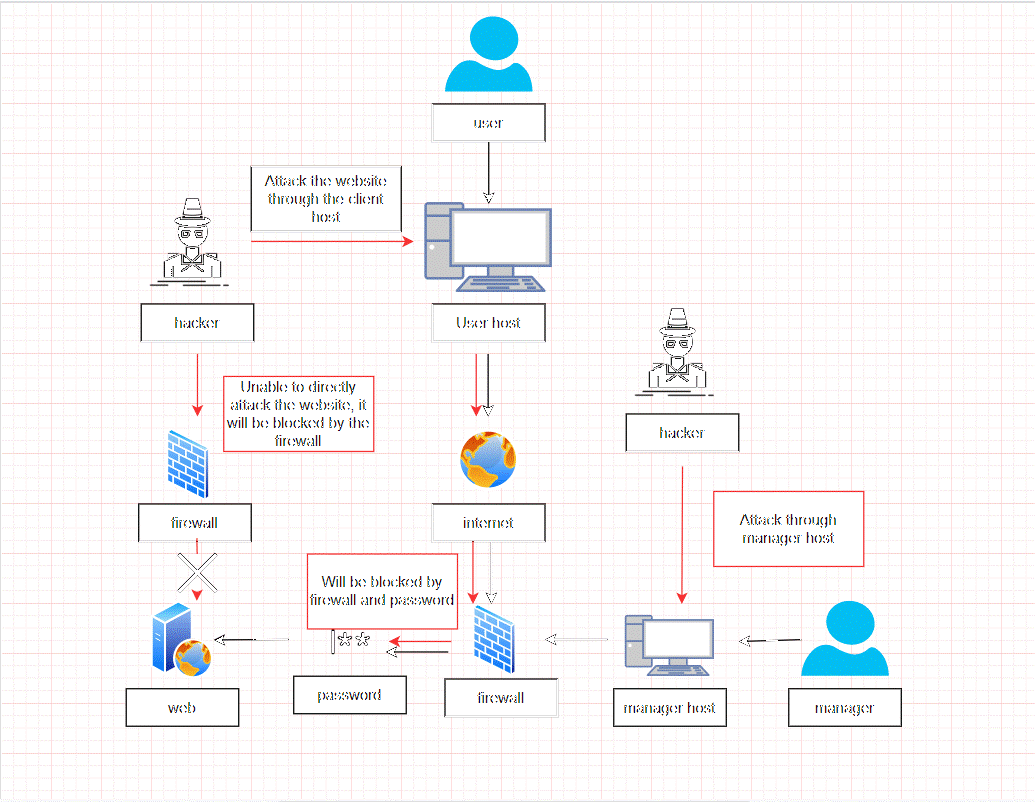 user
Attack the website
through the client
host
hacker
User host
Unable to directly
attack the website, it
will be blocked by the
firewall
hacker
firewall
internet
Attack through
manager host
Will be blocked by
firewall and password
|**
web
password
firewall
manager host
manager